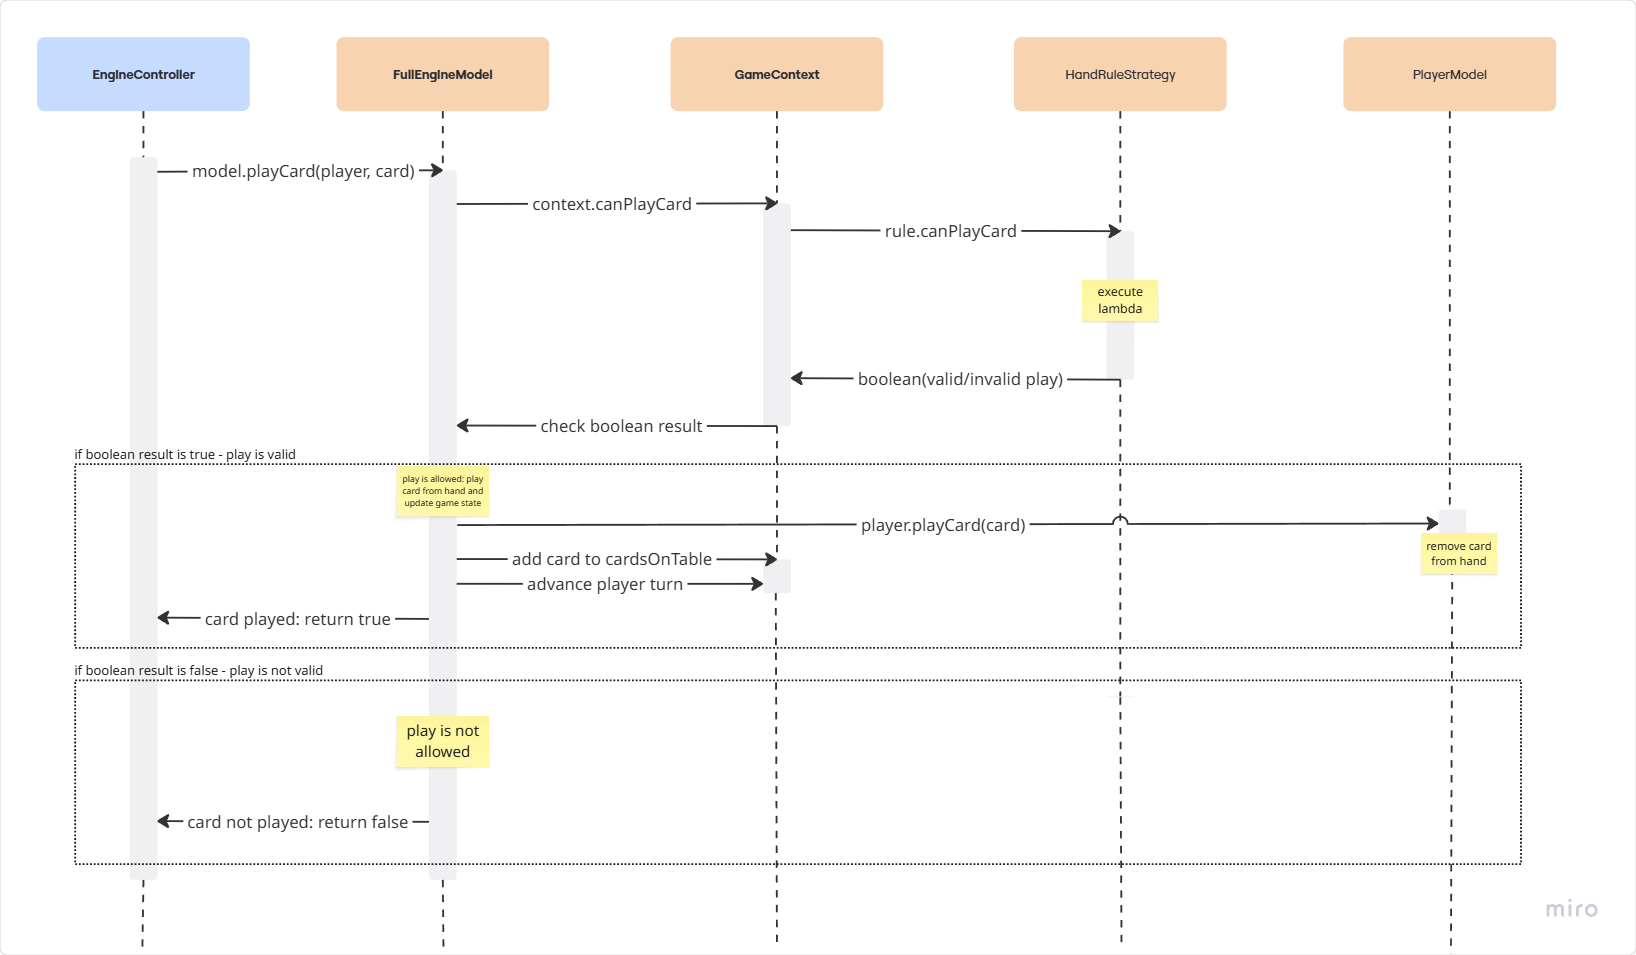 EngineController
FullEngineModel
GameContext
HandRuleStrategy
PlayerModel
model.playCard(player, card)
context.canPlayCard
rule.canPlayCard
execute
lambda
boolean(valid/invalid play)
check boolean result
if boolean result is true - play is valid
play is allowed: play
card from hand and
update game state
player.playCard(card)
remove card
from hand
add card to cardsOnTable
advance player turn
card played: return true
if boolean result is false - play is not valid
play is not
allowed
card not played: return false
miro